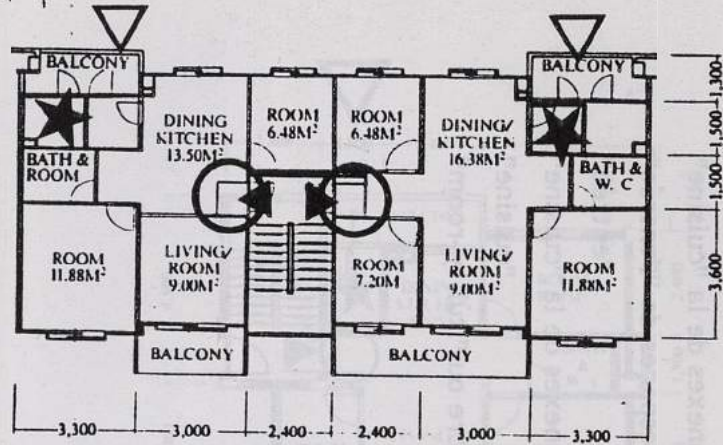 BALCONY
BALCONY
DINING
KITCHEN
13.50M²
ROOM
6.48M²
ROOM
6.48M²
DINING/
KITCHEN
16.38M²
BATH &
ROOM
BATH &
W. C
ROOM
11.88M²
LIVING/
ROOM
9.00M²
ROOM
7.20M
LIVING/
ROOM
9.00M²
ROOM
11.88M²
BALCONY
BALCONY
3,300
3,000
2,400
2,400
3,000
3,300
1,300
1,500
1,500
3,600